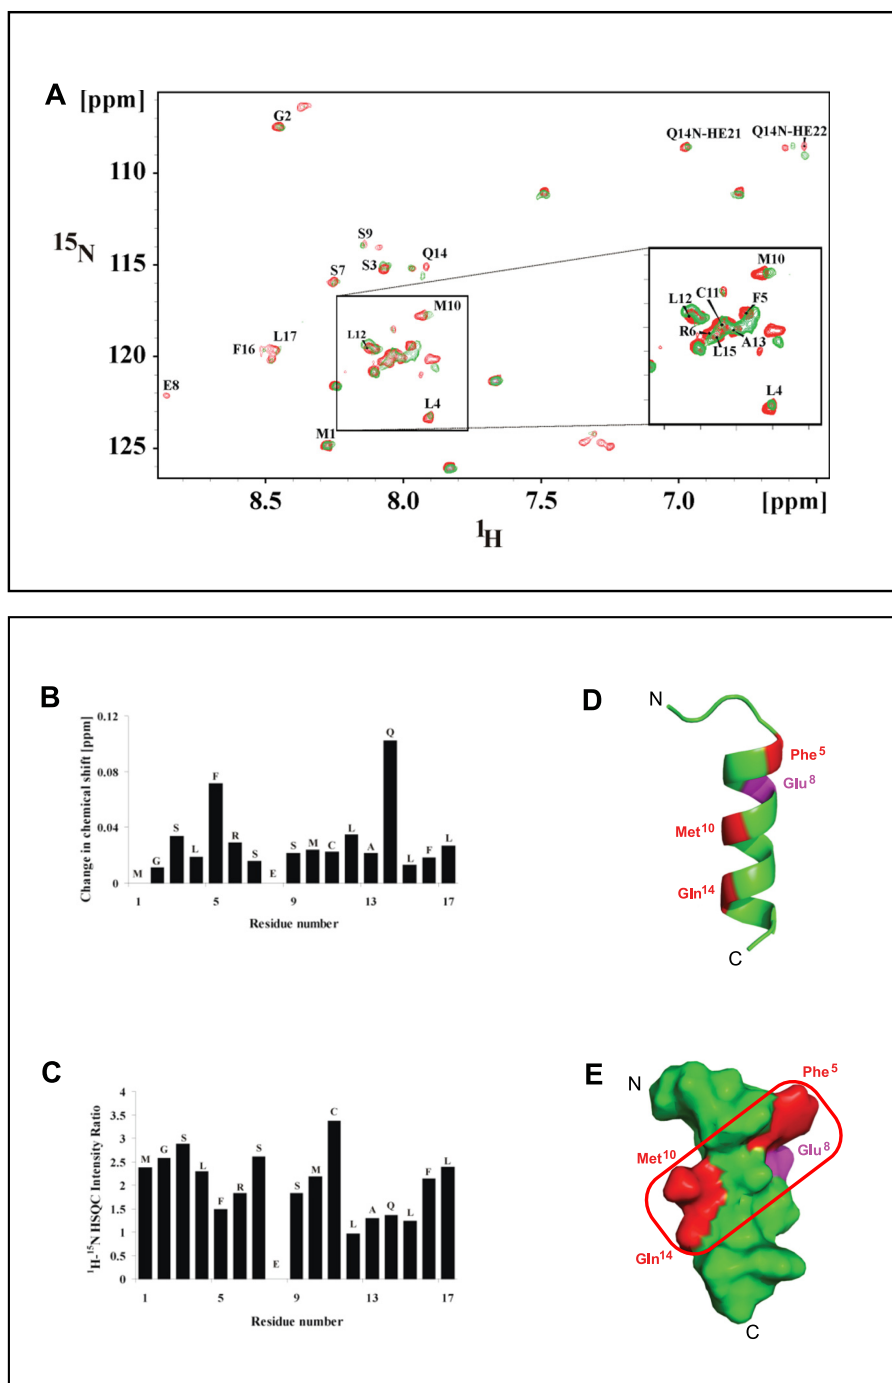 A
[ppm]
G2
Q14N-HE21
Q14N-HE22
110
15N
S9
S7
S3
Q14
115
M10
M10
C11
L12
F5
L12
R6
A13
L15
L17
F16
120
E8
L4
L4
M1
125
8.5
8.0
7.5
7.0
[ppm]
1H
B
Change in chemical shift [ppm]
0.12
0.08
0.04
0
M
G
S
L
F
R
S
E
S
M
C
L
A
Q
L
F
L
1
5
9
13
17
Residue number
D
N
Phe5
Glu8
Met10
Gln14
C
C
1H-15N HSQC Intensity Ratio
4
3.5
3
2.5
2
1.5
1
0.5
0
M
G
S
L
F
R
S
E
S
M
C
L
A
Q
L
F
L
1
5
9
13
17
Residue number
E
N
Phe5
Met10
Glu8
Gln14
C